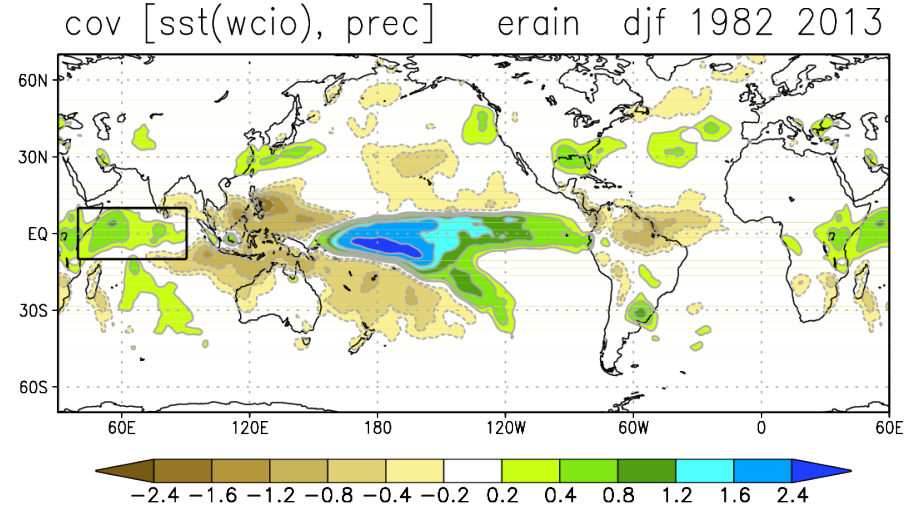 cov [sst(wcio), prec] erain djf 1982 2013
60N
30N
EQ
30S
60S
60E 120E 180 120W 60W 0 60E
−2.4 −1.6 −1.2 −0.8 −0.4 −0.2 0.2 0.4 0.8 1.2 1.6 2.4